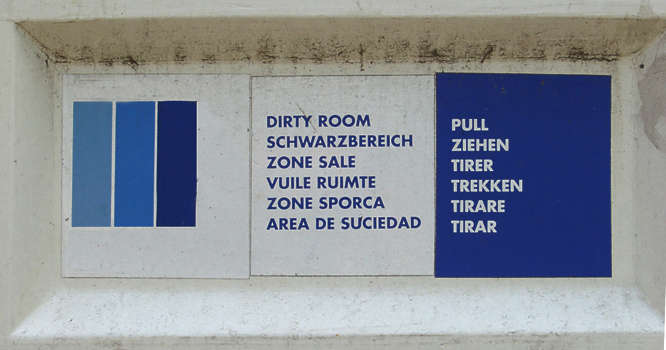 DIRTY ROOM
SCHWARZBEREICH
ZONE SALE
VUILE RUIMTE
ZONE SPORCA
AREA DE SUCIEDAD
PULL
ZIEHEN
TIRER
TREKKEN
TIRARE
TIRAR